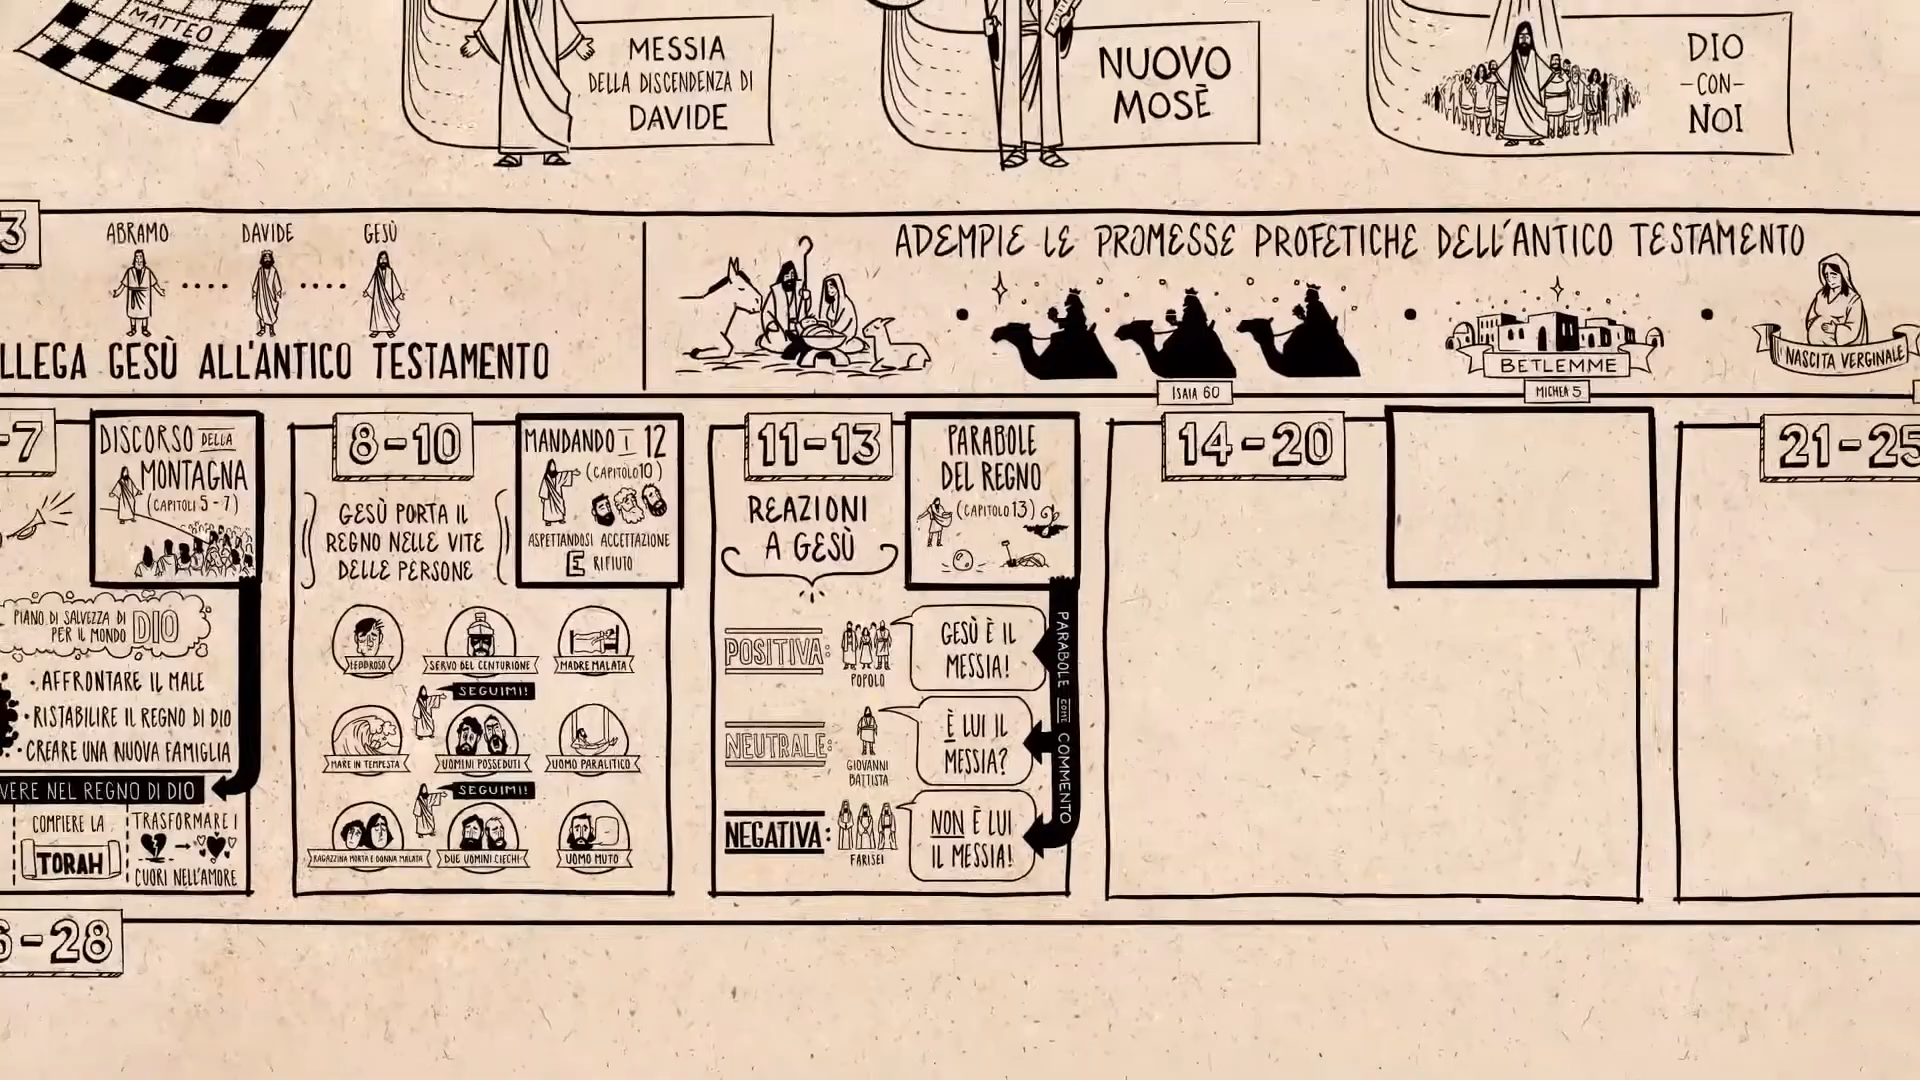 MATTEO
MESSIA
DELLA DISCENDENZA DI
DAVIDE
NUOVO
MOSÈ
DIO
-CON-
NOI
3
ABRAMO
DAVIDE
GESÙ
LLEGA GESÙ ALL'ANTICO TESTAMENTO
ADEMPIE LE PROMESSE PROFETICHE DELL'ANTICO TESTAMENTO
BETLEMME
NASCITA VERGINALE
ISAIA 60
MICHEA 5
-7
DISCORSO DELLA
MONTAGNA
(CAPITOLI 5-7)
PIANO DI SALVEZZA DI
PER IL MONDO
DIO
• AFFRONTARE IL MALE
• RISTABILIRE IL REGNO DI DIO
• CREARE UNA NUOVA FAMIGLIA
VERE NEL REGNO DI DIO
COMPIERE LA
TORAH
TRASFORMARE I
CUORI NELL'AMORE
8-10
GESÙ PORTA IL
REGNO NELLE VITE
DELLE PERSONE
MANDANDO I 12
(CAPITOLO 10)
ASPETTANDOSI ACCETTAZIONE
E RIFIUTO
LEBBROSO
SERVO DEL CENTURIONE
MADRE MALATA
SEGUIMI!
MARE IN TEMPESTA
UOMINI POSSEDUTI
UOMO PARALITICO
SEGUIMI!
RAGAZZINA MORTA E DONNA MALATA
DUE UOMINI CIECHI
UOMO MUTO
11-13
REAZIONI
A GESÙ
PARABOLE
DEL REGNO
(CAPITOLO 13)
POSITIVA:
POPOLO
GESÙ È IL
MESSIA!
NEUTRALE:
GIOVANNI
BATTISTA
È LUI IL
MESSIA?
NEGATIVA:
FARISEI
NON È LUI
IL MESSIA!
PARABOLE COME COMMENTO
14-20
21-25
6-28